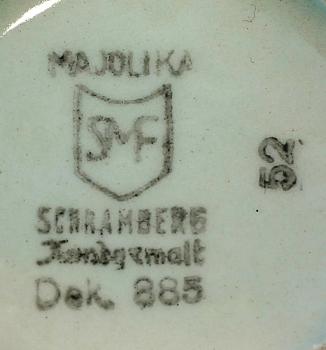 MAJOLIKA
SMF
SCHRAMBERG
Handgemalt
Dek. 885
52